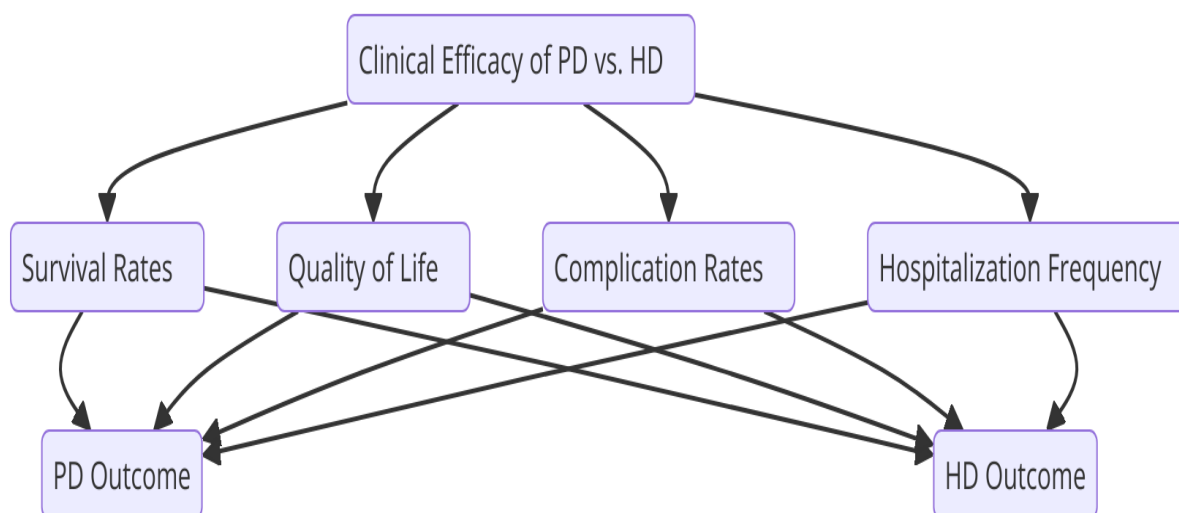 Clinical Efficacy of PD vs. HD
Survival Rates
Quality of Life
Complication Rates
Hospitalization Frequency
PD Outcome
HD Outcome